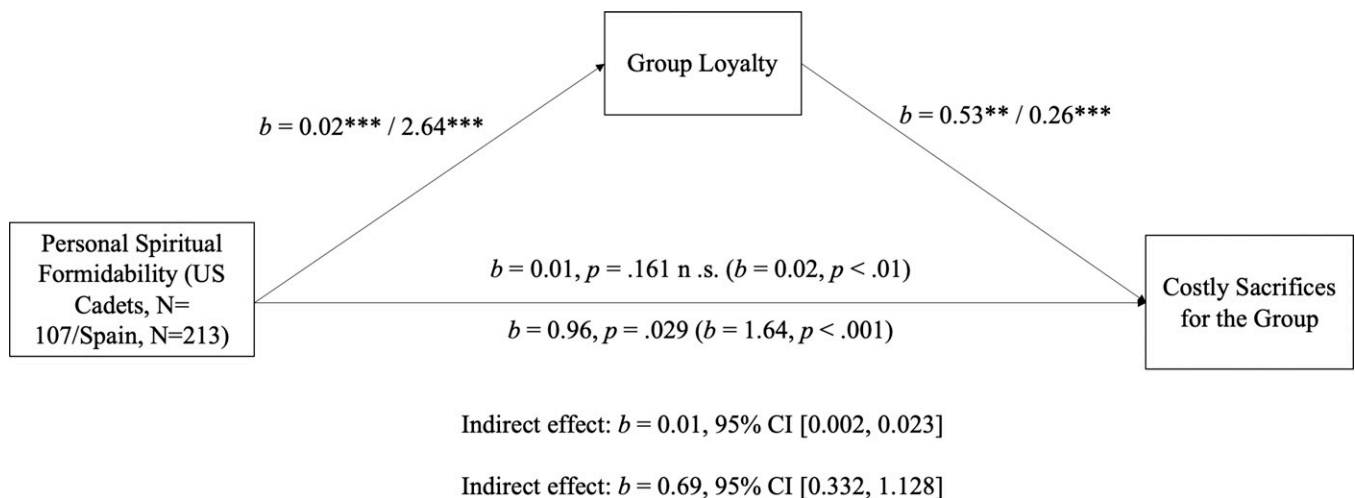 Group Loyalty
b = 0.02*** / 2.64***
b = 0.53** / 0.26***
Personal Spiritual
Formidability (US
Cadets, N=
107/Spain, N=213)
b = 0.01, p = .161 n .s. (b = 0.02, p < .01)
b = 0.96, p = .029 (b = 1.64, p < .001)
Costly Sacrifices
for the Group
Indirect effect: b = 0.01, 95% CI [0.002, 0.023]
Indirect effect: b = 0.69, 95% CI [0.332, 1.128]